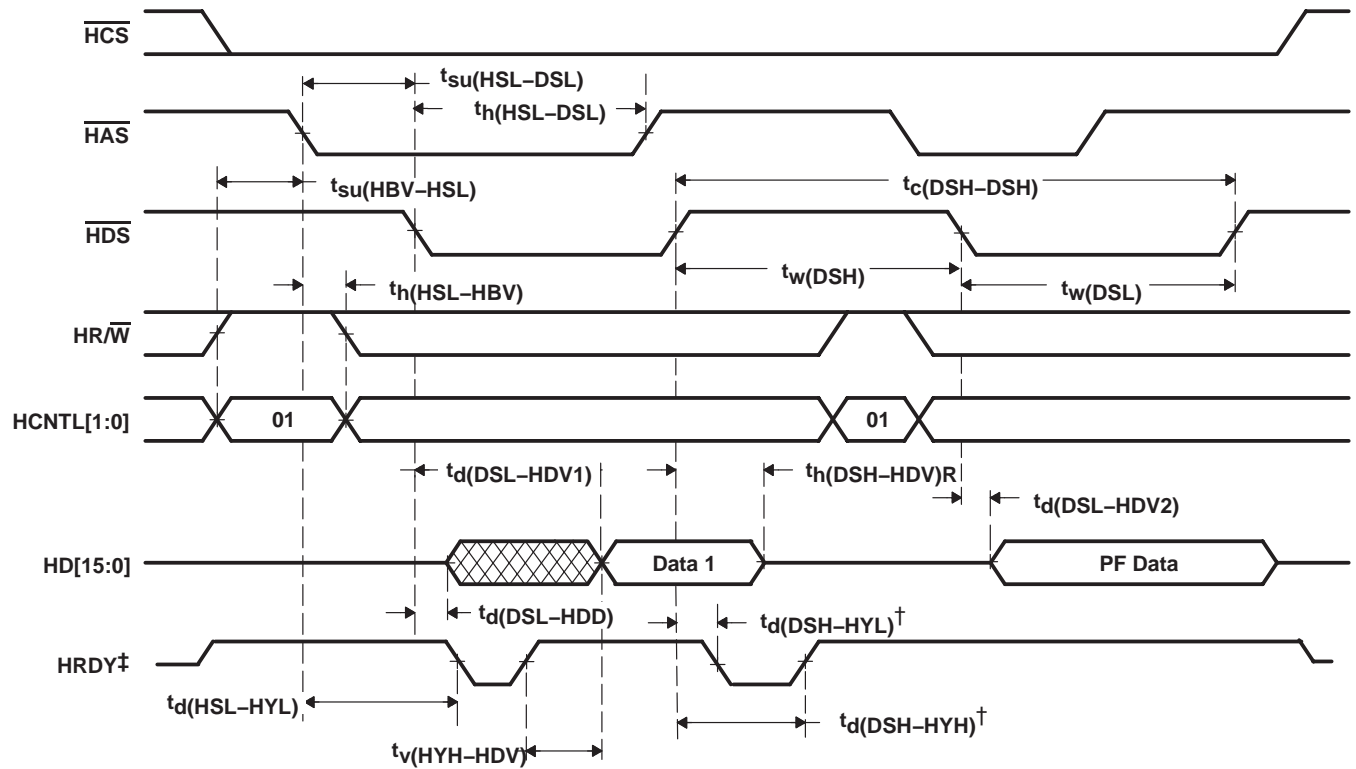 HCS
tsu(HSL–DSL)
th(HSL–DSL)
HAS
tsu(HBV–HSL)
tc(DSH–DSH)
HDS
tw(DSH)
tw(DSL)
th(HSL–HBV)
HR/W
HCNTL[1:0]
01
01
td(DSL–HDV1)
th(DSH–HDV)R
td(DSL–HDV2)
HD[15:0]
Data 1
PF Data
td(DSL–HDD)
td(DSH–HYL)†
HRDY‡
td(HSL–HYL)
td(DSH–HYH)†
tv(HYH–HDV)